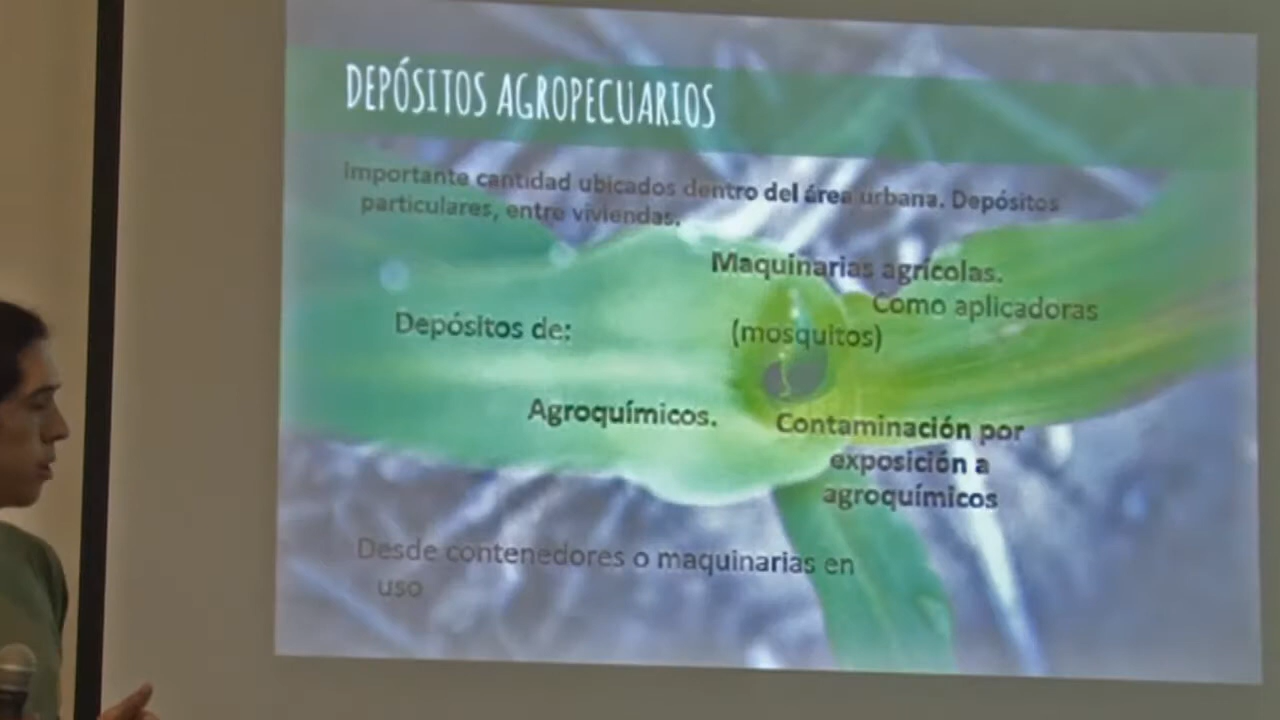 DEPÓSITOS AGROPECUARIOS
Importante cantidad ubicados dentro del área urbana. Depósitos
particulares, entre viviendas.
Maquinarias agrícolas.
Como aplicadoras
Depósitos de:
(mosquitos)
Agroquímicos.
Contaminación por
exposición a
agroquímicos
Desde contenedores o maquinarias en
uso